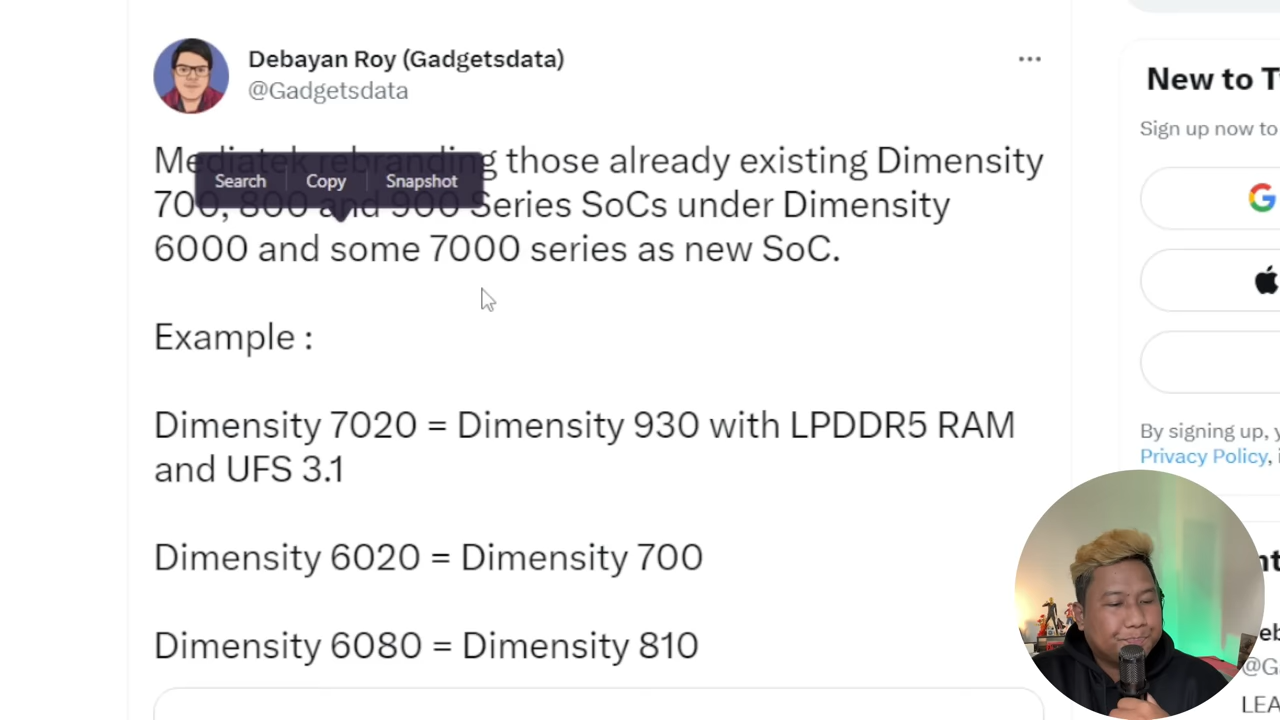 Debayan Roy (Gadgetsdata)
@Gadgetsdata
Mediatek rebranding those already existing Dimensity
700, 800 and 900 Series SoCs under Dimensity
6000 and some 7000 series as new SoC.
Search Copy Snapshot
Example :
Dimensity 7020 = Dimensity 930 with LPDDR5 RAM
and UFS 3.1
Dimensity 6020 = Dimensity 700
Dimensity 6080 = Dimensity 810
New to T
Sign up now to
By signing up, y
Privacy Policy, i
nt
eb
@G
LEA